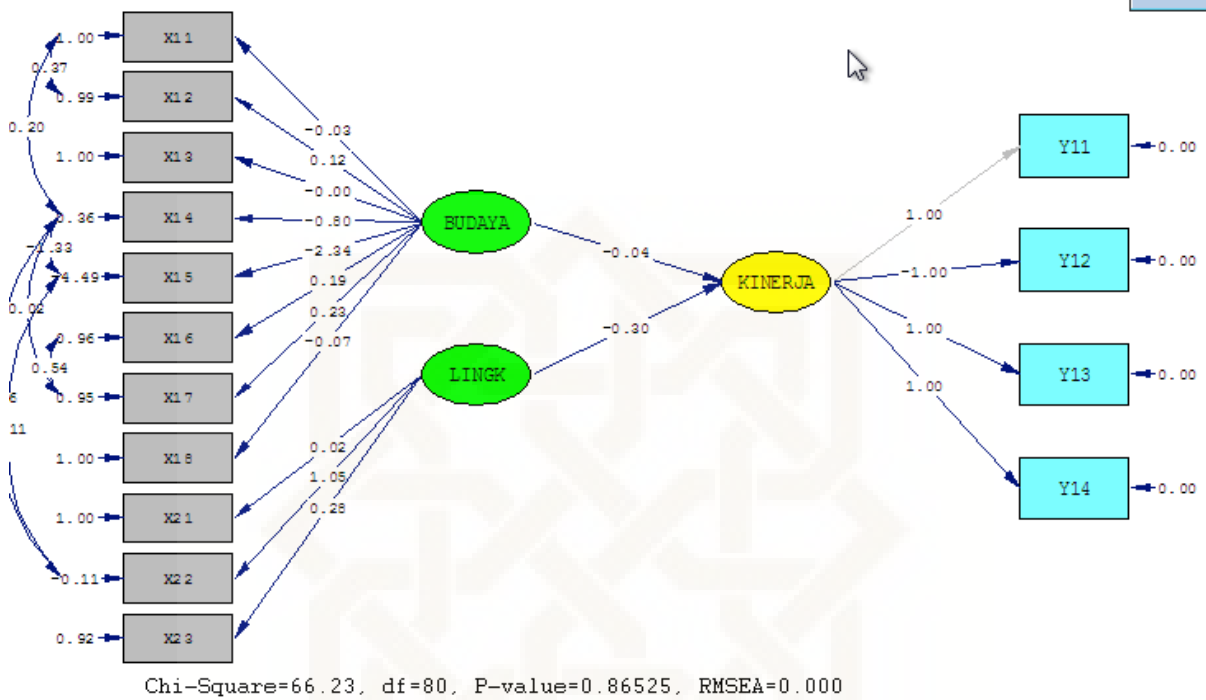 1.00
X11
0.37
0.99
X12
0.20
1.00
X13
0.36
X14
-1.33
-4.49
X15
0.02
0.96
X16
0.54
0.95
X17
6
11
1.00
X18
1.00
X21
-0.11
X22
0.92
X23
-0.03
0.12
-0.00
-0.80
-2.34
0.19
0.23
-0.07
0.02
1.05
0.28
BUDAYA
LINGK
-0.04
-0.30
KINERJA
1.00
-1.00
1.00
1.00
Y11
0.00
Y12
0.00
Y13
0.00
Y14
0.00
Chi-Square=66.23, df=80, P-value=0.86525, RMSEA=0.000